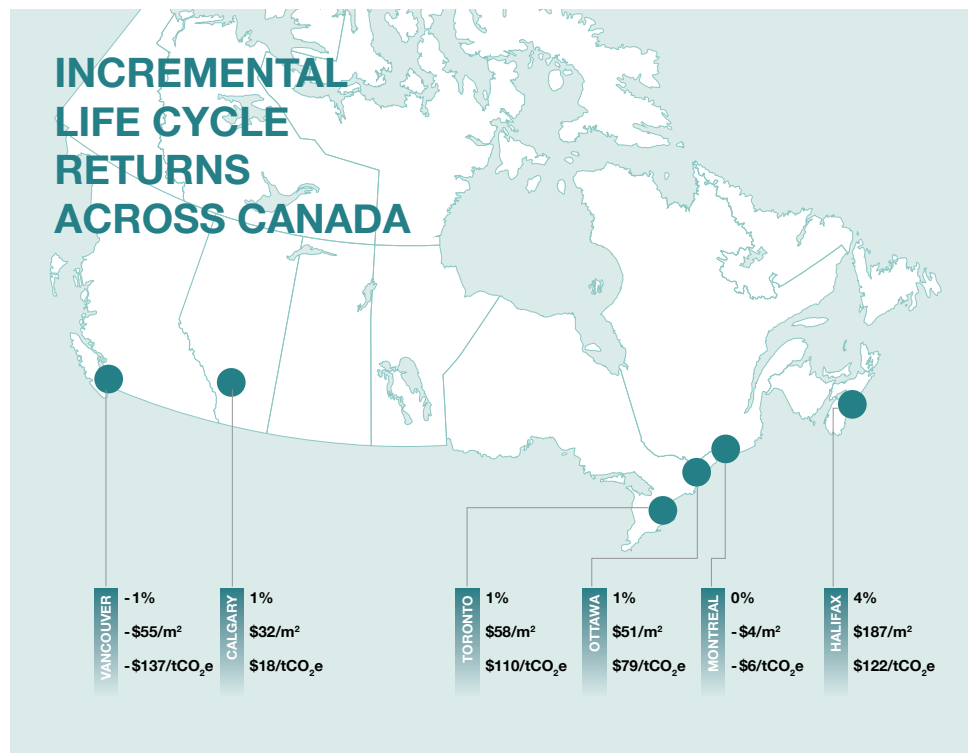 INCREMENTAL
LIFE CYCLE
RETURNS
ACROSS CANADA
VANCOUVER
-1%
-$55/m²
-$137/tCO₂e
CALGARY
1%
$32/m²
$18/tCO₂e
TORONTO
1%
$58/m²
$110/tCO₂e
OTTAWA
1%
$51/m²
$79/tCO₂e
MONTREAL
0%
-$4/m²
-$6/tCO₂e
HALIFAX
4%
$187/m²
$122/tCO₂e